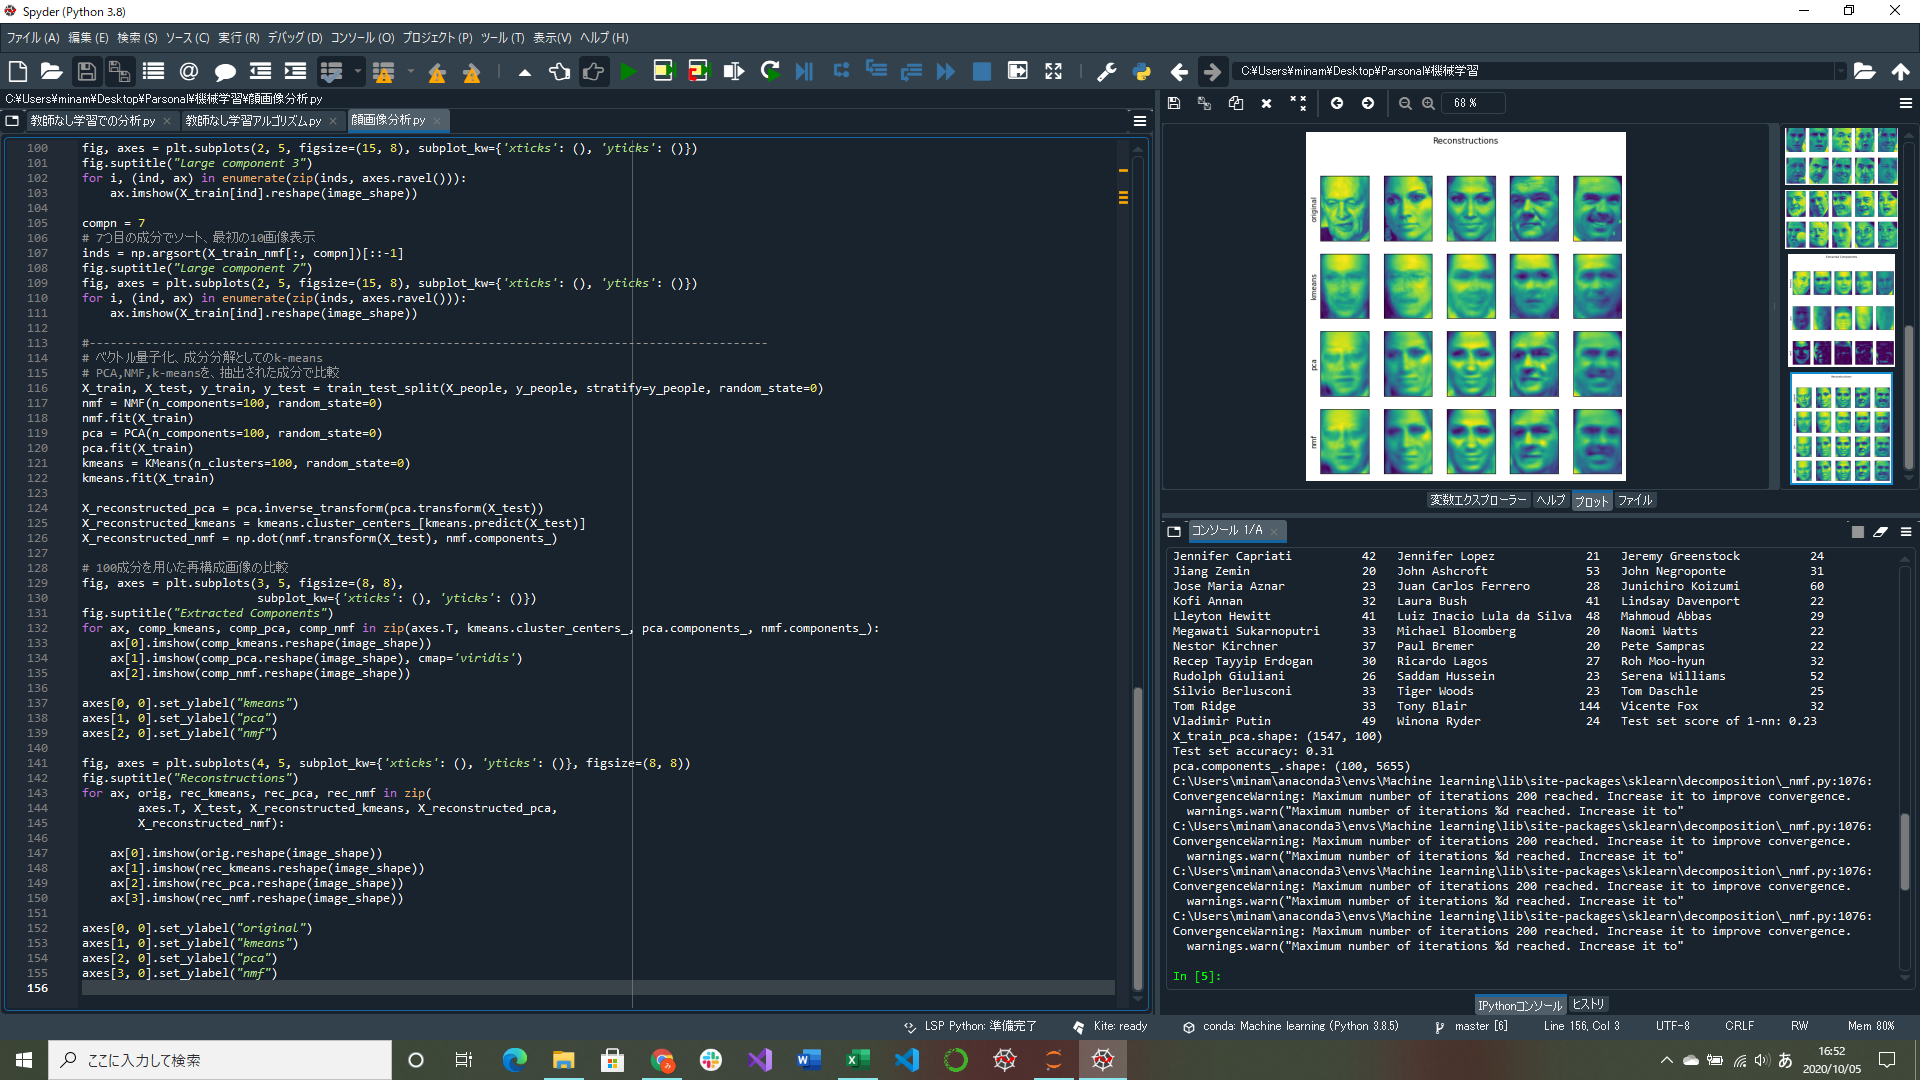 Spyder (Python 3.8)
ファイル (A) 編集 (E) 検索 (S) ソース (C) 実行 (R) デバッグ (D) コンソール (O) プロジェクト (P) ツール (T) 表示(V) ヘルプ (H)
C:¥Users¥minam¥Desktop¥Parsonal¥機械学習
C:¥Users¥minam¥Desktop¥Parsonal¥機械学習¥顔画像分析.py
教師なし学習での分析.py
教師なし学習アルゴリズム.py
顔画像分析.py
100 fig, axes = plt.subplots(2, 5, figsize=(15, 8), subplot_kw={'xticks': (), 'yticks': ()})
101 fig.suptitle("Large component 3")
102 for i, (ind, ax) in enumerate(zip(inds, axes.ravel())):
103     ax.imshow(X_train[ind].reshape(image_shape))
104
105 compn = 7
106 # 7つ目の成分でソート、最初の10画像表示
107 inds = np.argsort(X_train_nmf[:, compn])[::-1]
108 fig.suptitle("Large component 7")
109 fig, axes = plt.subplots(2, 5, figsize=(15, 8), subplot_kw={'xticks': (), 'yticks': ()})
110 for i, (ind, ax) in enumerate(zip(inds, axes.ravel())):
111     ax.imshow(X_train[ind].reshape(image_shape))
112
113 #-------------------------------------------------------------------------------------------------
114 # ベクトル量子化、成分分解としてのk-means
115 # PCA,NMF,k-meansを、抽出された成分で比較
116 X_train, X_test, y_train, y_test = train_test_split(X_people, y_people, stratify=y_people, random_state=0)
117 nmf = NMF(n_components=100, random_state=0)
118 nmf.fit(X_train)
119 pca = PCA(n_components=100, random_state=0)
120 pca.fit(X_train)
121 kmeans = KMeans(n_clusters=100, random_state=0)
122 kmeans.fit(X_train)
123
124 X_reconstructed_pca = pca.inverse_transform(pca.transform(X_test))
125 X_reconstructed_kmeans = kmeans.cluster_centers_[kmeans.predict(X_test)]
126 X_reconstructed_nmf = np.dot(nmf.transform(X_test), nmf.components_)
127
128 # 100成分を用いた再構成画像の比較
129 fig, axes = plt.subplots(3, 5, figsize=(8, 8),
130                          subplot_kw={'xticks': (), 'yticks': ()})
131 fig.suptitle("Extracted Components")
132 for ax, comp_kmeans, comp_pca, comp_nmf in zip(axes.T, kmeans.cluster_centers_, pca.components_, nmf.components_):
133     ax[0].imshow(comp_kmeans.reshape(image_shape))
134     ax[1].imshow(comp_pca.reshape(image_shape), cmap='viridis')
135     ax[2].imshow(comp_nmf.reshape(image_shape))
136
137 axes[0, 0].set_ylabel("kmeans")
138 axes[1, 0].set_ylabel("pca")
139 axes[2, 0].set_ylabel("nmf")
140
141 fig, axes = plt.subplots(4, 5, subplot_kw={'xticks': (), 'yticks': ()}, figsize=(8, 8))
142 fig.suptitle("Reconstructions")
143 for ax, orig, rec_kmeans, rec_pca, rec_nmf in zip(
144         axes.T, X_test, X_reconstructed_kmeans, X_reconstructed_pca,
145         X_reconstructed_nmf):
146
147     ax[0].imshow(orig.reshape(image_shape))
148     ax[1].imshow(rec_kmeans.reshape(image_shape))
149     ax[2].imshow(rec_pca.reshape(image_shape))
150     ax[3].imshow(rec_nmf.reshape(image_shape))
151
152 axes[0, 0].set_ylabel("original")
153 axes[1, 0].set_ylabel("kmeans")
154 axes[2, 0].set_ylabel("pca")
155 axes[3, 0].set_ylabel("nmf")
156
68 %
Reconstructions
original
kmeans
pca
nmf
変数エクスプローラー ヘルプ プロット ファイル
コンソール 1/A
Jennifer Capriati 42 Jennifer Lopez 21 Jeremy Greenstock 24
Jiang Zemin 20 John Ashcroft 53 John Negroponte 31
Jose Maria Aznar 23 Juan Carlos Ferrero 28 Junichiro Koizumi 60
Kofi Annan 32 Laura Bush 41 Lindsay Davenport 22
Lleyton Hewitt 41 Luiz Inacio Lula da Silva 48 Mahmoud Abbas 29
Megawati Sukarnoputri 33 Michael Bloomberg 20 Naomi Watts 22
Nestor Kirchner 37 Paul Bremer 20 Pete Sampras 22
Recep Tayyip Erdogan 30 Ricardo Lagos 27 Roh Moo-hyun 32
Rudolph Giuliani 26 Saddam Hussein 23 Serena Williams 52
Silvio Berlusconi 33 Tiger Woods 23 Tom Daschle 25
Tom Ridge 33 Tony Blair 144 Vicente Fox 32
Vladimir Putin 49 Winona Ryder 24 Test set score of 1-nn: 0.23
X_train_pca.shape: (1547, 100)
Test set accuracy: 0.31
pca.components_.shape: (100, 5655)
C:\Users\minam\anaconda3\envs\Machine learning\lib\site-packages\sklearn\decomposition\_nmf.py:1076:
ConvergenceWarning: Maximum number of iterations 200 reached. Increase it to improve convergence.
  warnings.warn("Maximum number of iterations %d reached. Increase it to"
C:\Users\minam\anaconda3\envs\Machine learning\lib\site-packages\sklearn\decomposition\_nmf.py:1076:
ConvergenceWarning: Maximum number of iterations 200 reached. Increase it to improve convergence.
  warnings.warn("Maximum number of iterations %d reached. Increase it to"
C:\Users\minam\anaconda3\envs\Machine learning\lib\site-packages\sklearn\decomposition\_nmf.py:1076:
ConvergenceWarning: Maximum number of iterations 200 reached. Increase it to improve convergence.
  warnings.warn("Maximum number of iterations %d reached. Increase it to"
C:\Users\minam\anaconda3\envs\Machine learning\lib\site-packages\sklearn\decomposition\_nmf.py:1076:
ConvergenceWarning: Maximum number of iterations 200 reached. Increase it to improve convergence.
  warnings.warn("Maximum number of iterations %d reached. Increase it to"
In [5]:
IPythonコンソール ヒストリ
LSP Python: 準備完了 Kite: ready conda: Machine learning (Python 3.8.5) master [6] Line 156, Col 3 UTF-8 CRLF RW Mem 80%
ここに入力して検索
あ
16:52
2020/10/05